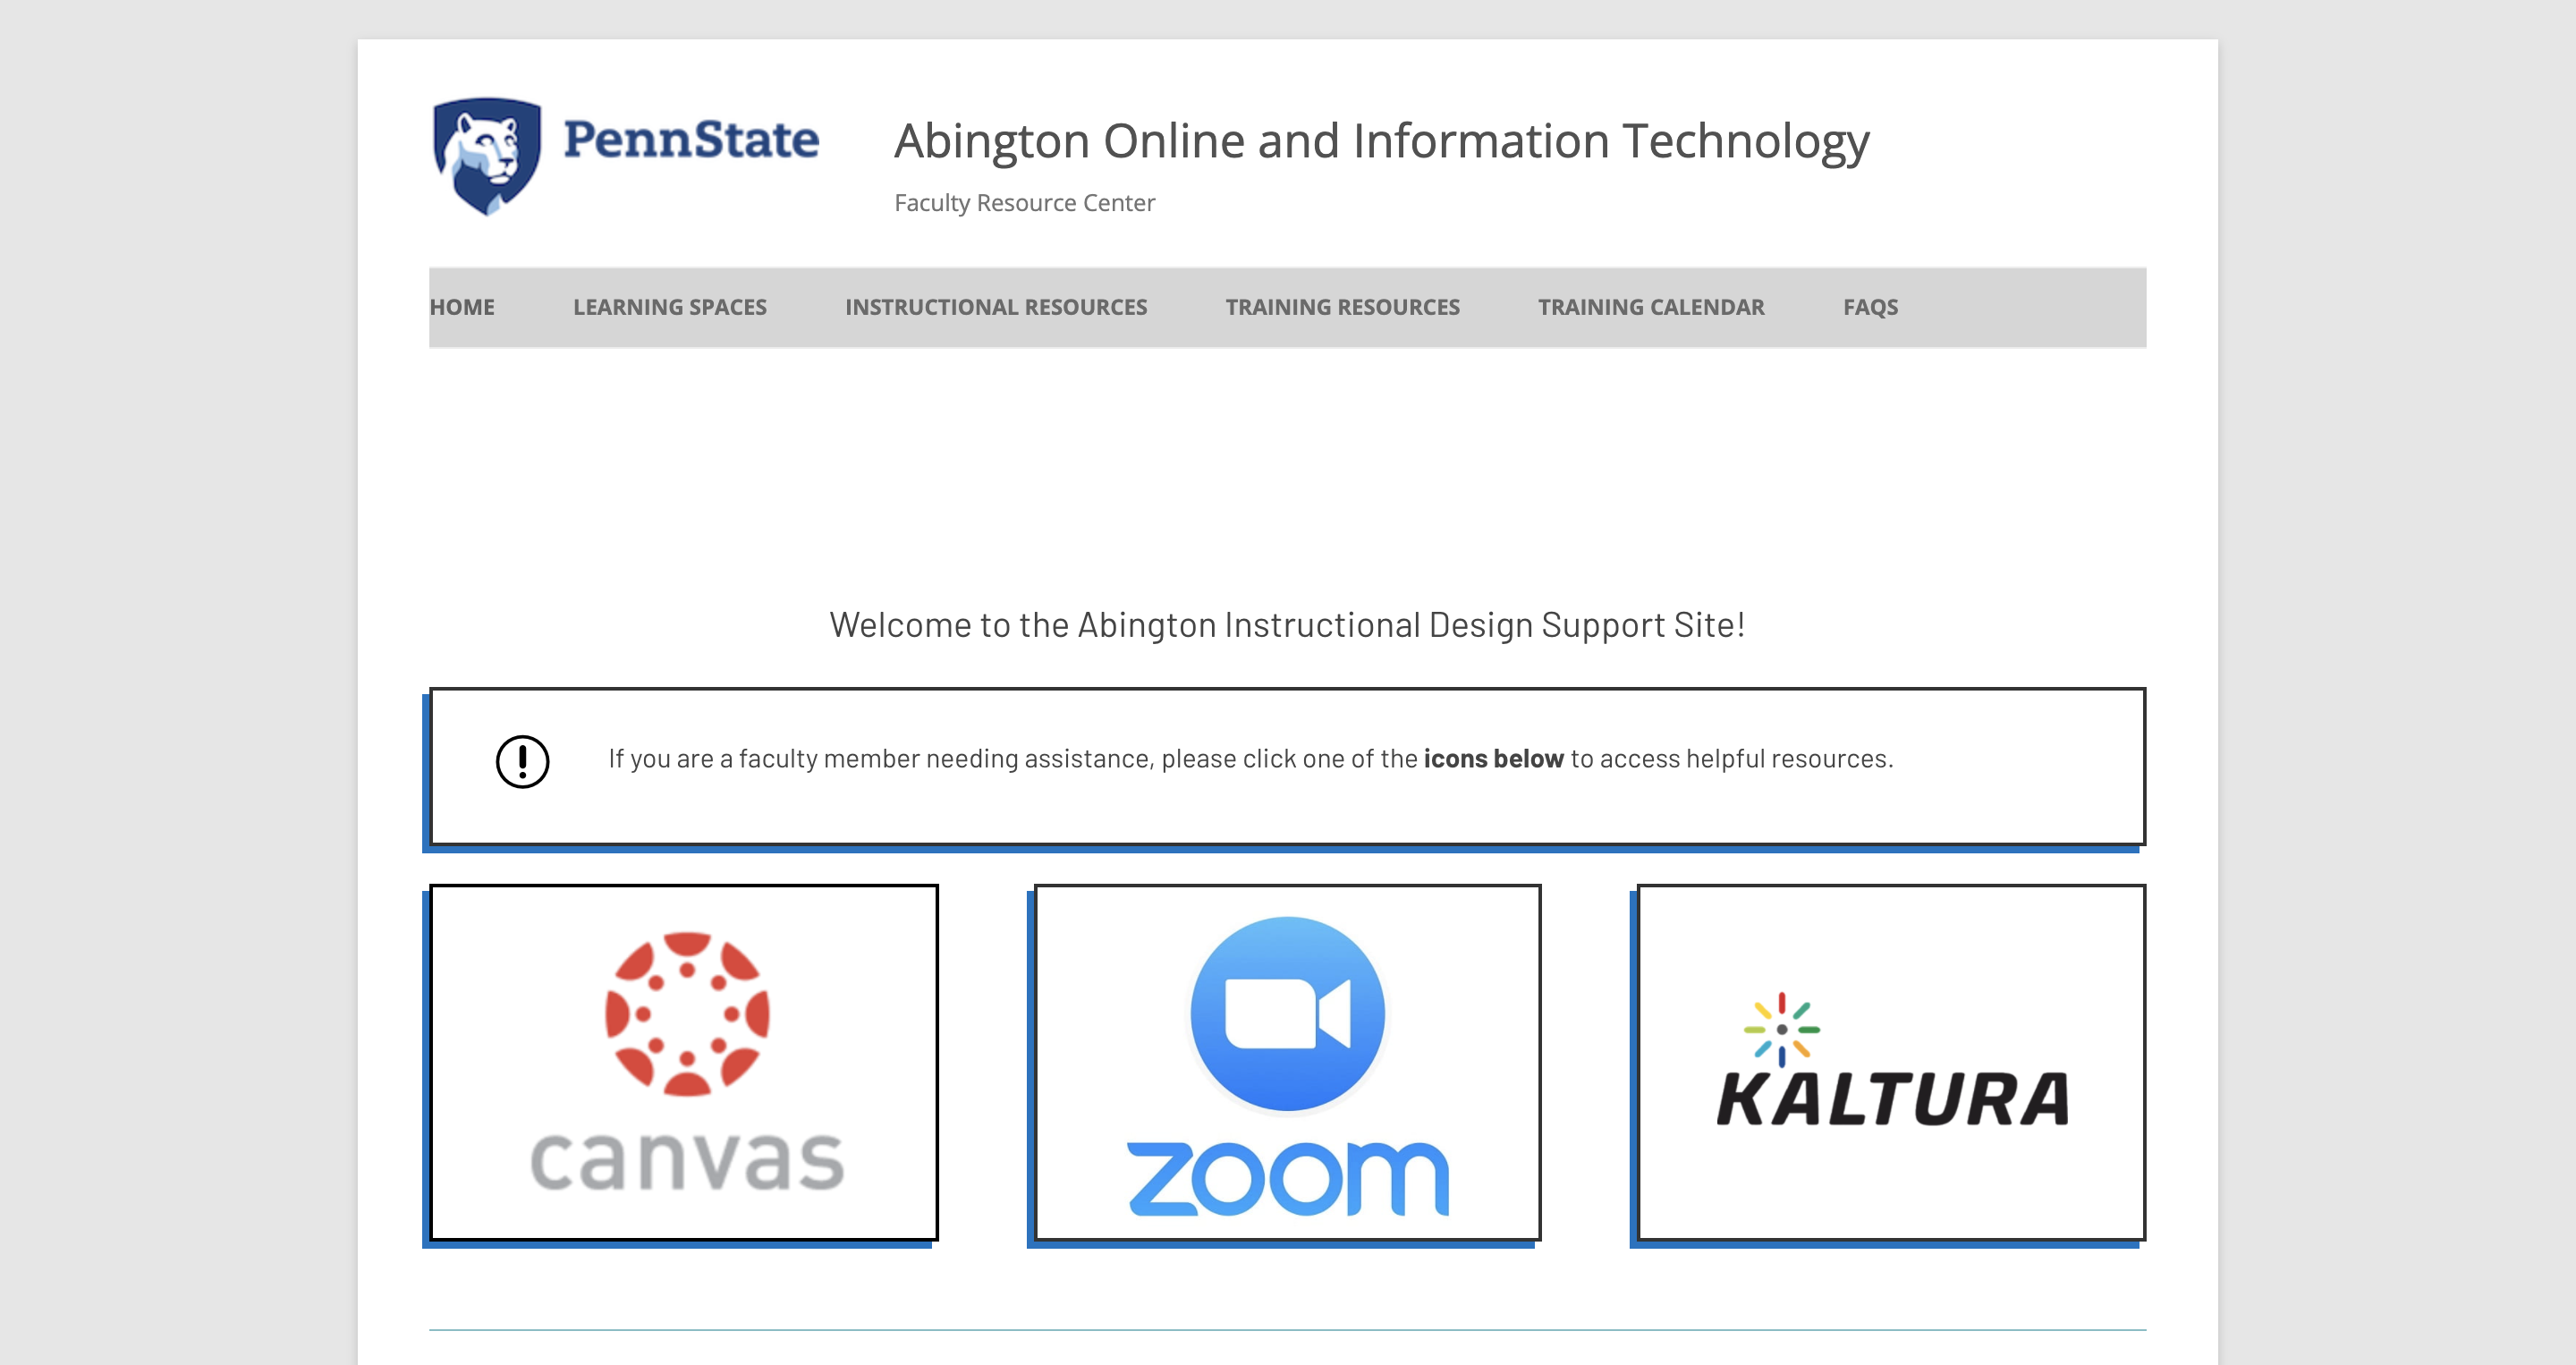 PennState
Abington Online and Information Technology
Faculty Resource Center
HOME LEARNING SPACES INSTRUCTIONAL RESOURCES TRAINING RESOURCES TRAINING CALENDAR FAQS
Welcome to the Abington Instructional Design Support Site!
If you are a faculty member needing assistance, please click one of the icons below to access helpful resources.
canvas
zoom
KALTURA